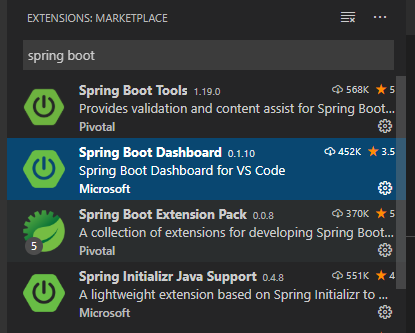 EXTENSIONS: MARKETPLACE
spring boot
Spring Boot Tools 1.19.0 568K 5
Provides validation and content assist for Spring Boot...
Pivotal
Spring Boot Dashboard 0.1.10 452K 3.5
Spring Boot Dashboard for VS Code
Microsoft
Spring Boot Extension Pack 0.0.8 370K 5
A collection of extensions for developing Spring Boot...
5
Pivotal
Spring Initializr Java Support 0.4.8 551K 4
A lightweight extension based on Spring Initializr to ...
Microsoft